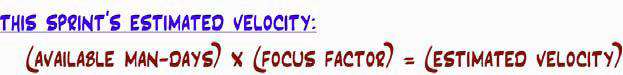 THIS SPRINT'S ESTIMATED VELOCITY:
(AVAILABLE MAN-DAYS) X (FOCUS FACTOR) = (ESTIMATED VELOCITY)